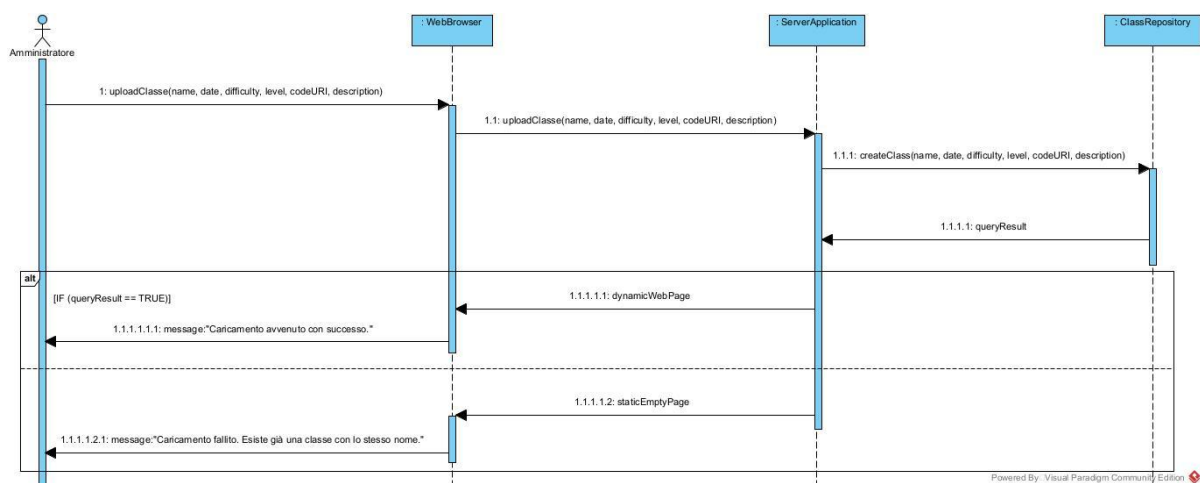 : WebBrowser
: ServerApplication
: ClassRepository
Amministratore
1: uploadClasse(name, date, difficulty, level, codeURI, description)
1.1: uploadClasse(name, date, difficulty, level, codeURI, description)
1.1.1: createClass(name, date, difficulty, level, codeURI, description)
1.1.1.1: queryResult
alt
[IF (queryResult == TRUE)]
1.1.1.1.1: dynamicWebPage
1.1.1.1.1.1: message:"Caricamento avvenuto con successo."
1.1.1.1.2: staticEmptyPage
1.1.1.1.2.1: message:"Caricamento fallito. Esiste già una classe con lo stesso nome."
Powered By Visual Paradigm Community Edition